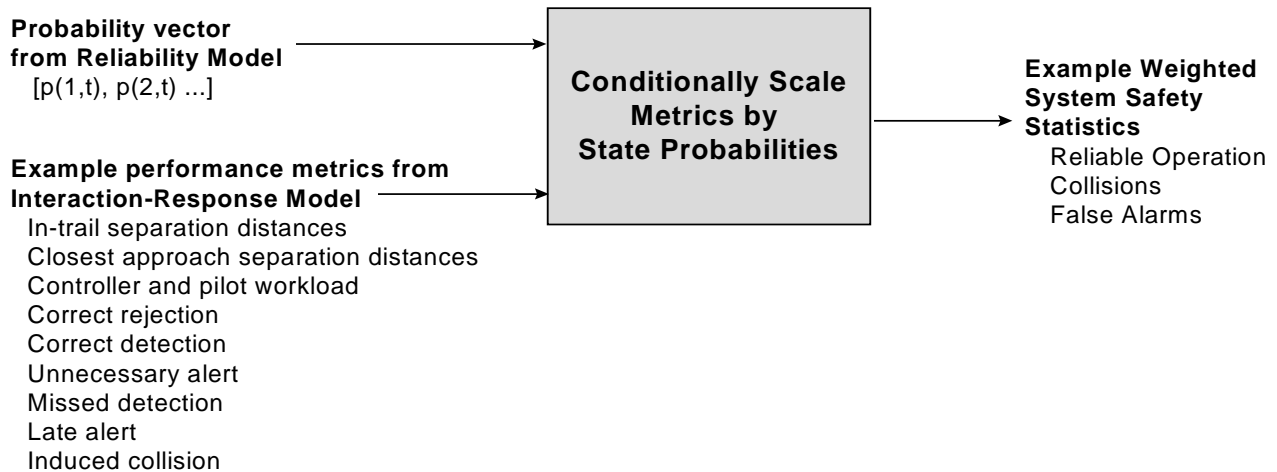 Probability vector
from Reliability Model
[p(1,t), p(2,t) ...]
Example performance metrics from
Interaction-Response Model
In-trail separation distances
Closest approach separation distances
Controller and pilot workload
Correct rejection
Correct detection
Unnecessary alert
Missed detection
Late alert
Induced collision
Conditionally Scale
Metrics by
State Probabilities
Example Weighted
System Safety
Statistics
Reliable Operation
Collisions
False Alarms